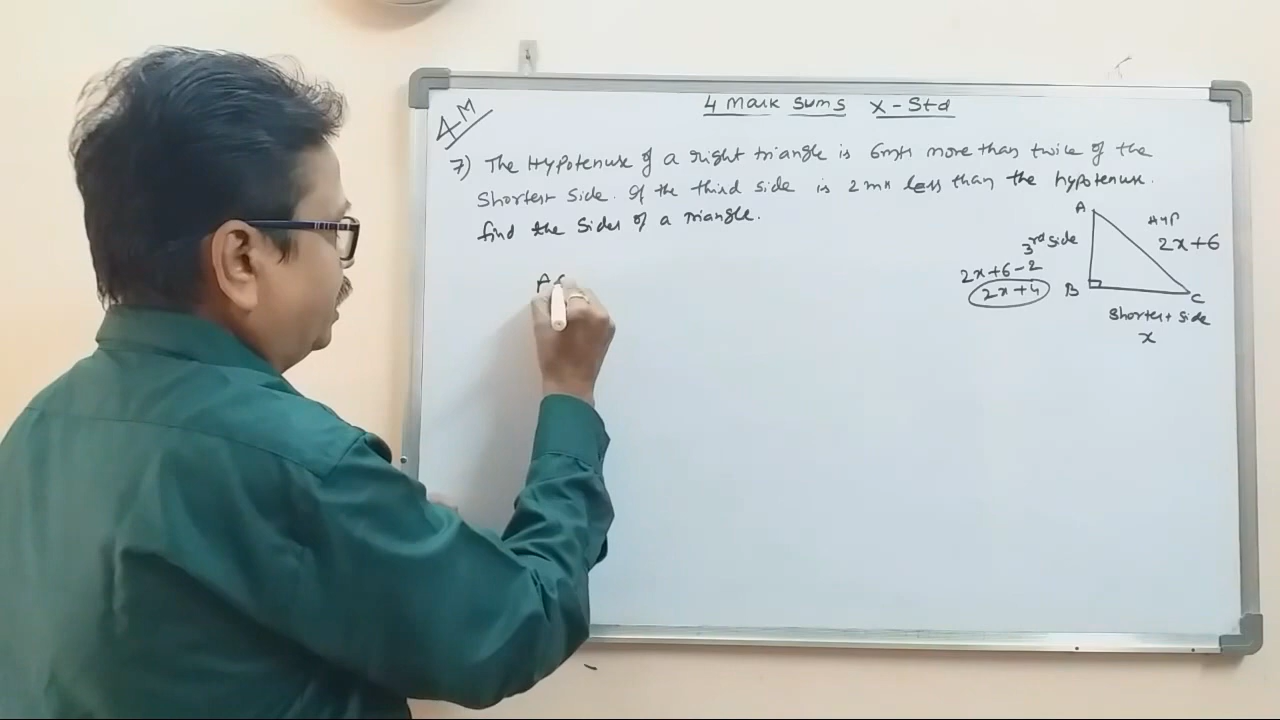 4 Mark Sums X - Std
4M
7) The Hypotenuse of a right triangle is 6mts more than twice of the
shortest side. If the third side is 2mts less than the hypotenuse.
find the sides of a triangle.
A
HYP
2x+6
3rd side
2x+6-2
2x+4
B
C
shortest side
x
A